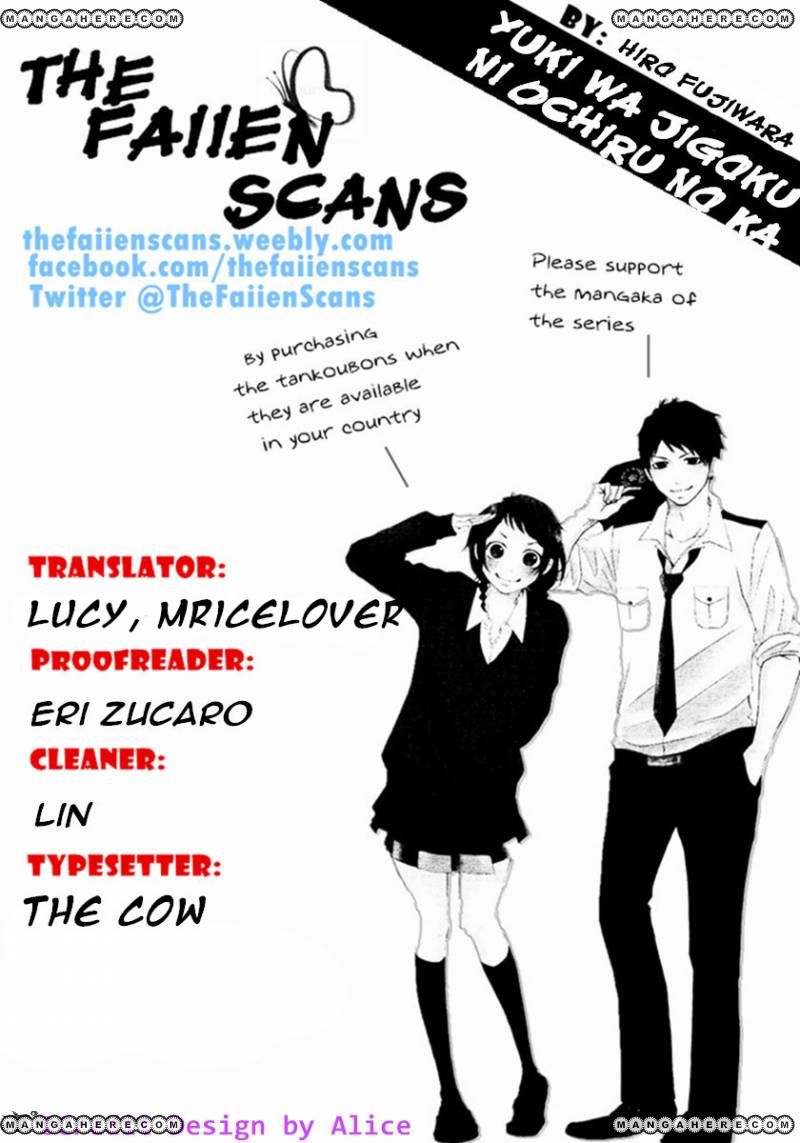 MANGAHERE.COM
MANGAHERE.COM
THE
FAIIEN
SCANS
BY: HIRO FUJIWARA
YUKI WA JIGOKU
NI OCHIRU NO KA
thefaiienscans.weebly.com
facebook.com/thefaiienscans
Twitter @TheFaiienScans
Please support
the mangaka of
the series
By purchasing
the tankoubons when
they are available
in your country
TRANSLATOR:
LUCY, MRICELOVER
PROOFREADER:
ERI ZUCARO
CLEANER:
LIN
TYPESETTER:
THE COW
Design by Alice
MANGAHERE.COM
MANGAHERE.COM